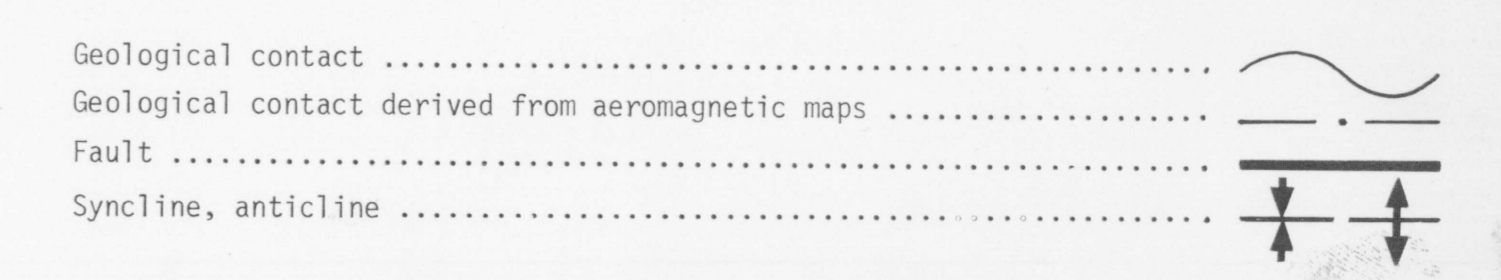 Geological contact ....................................................
Geological contact derived from aeromagnetic maps ....................
Fault .................................................................
Syncline, anticline ...................................................